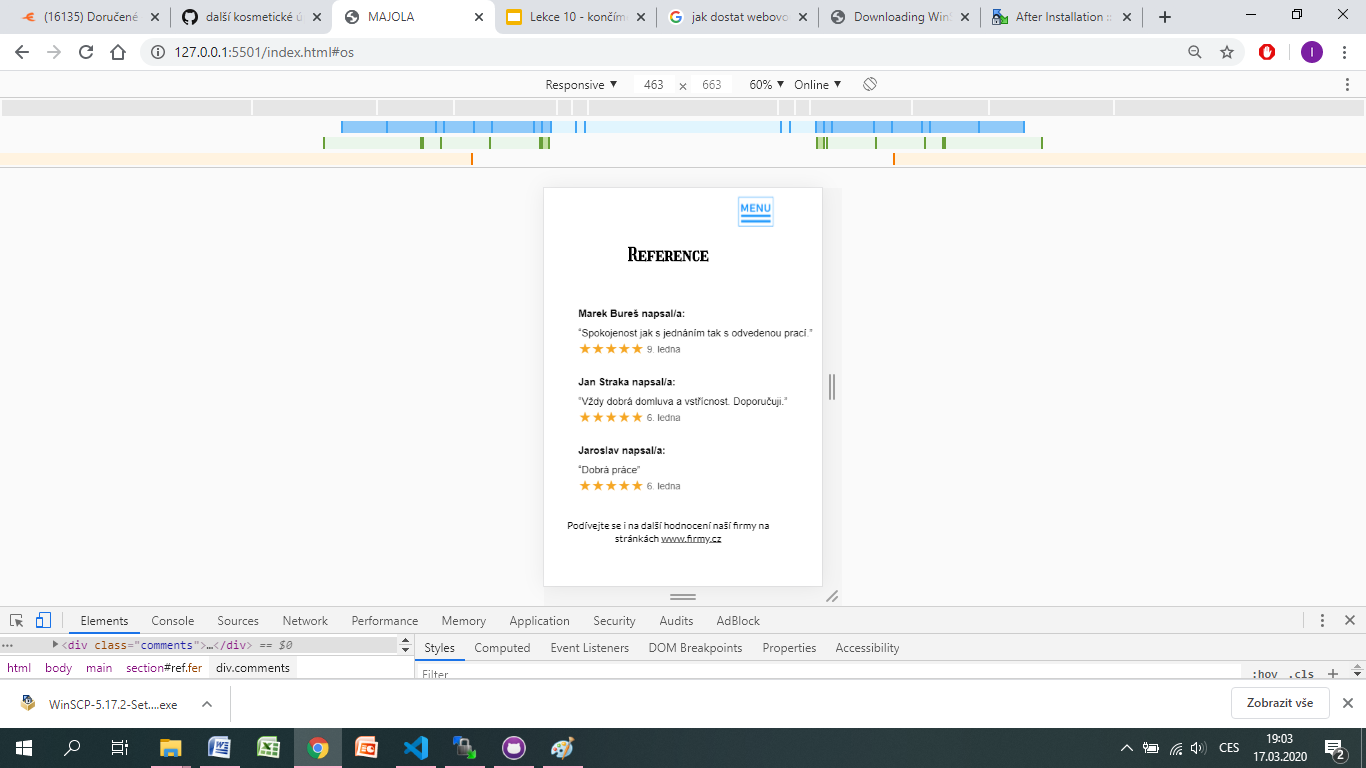 (16135) Doručené
další kosmetické ú
MAJOLA
Lekce 10 - končím
jak dostat webovo
Downloading Win
After Installation :
127.0.0.1:5501/index.html#os
I
Responsive 463 × 663 60% Online
MENU
Reference
Marek Bureš napsal/a:
"Spokojenost jak s jednáním tak s odvedenou prací."
★★★★★ 9. ledna
Jan Straka napsal/a:
"Vždy dobrá domluva a vstřícnost. Doporučuji."
★★★★★ 6. ledna
Jaroslav napsal/a:
"Dobrá práce"
★★★★★ 6. ledna
Podívejte se i na další hodnocení naší firmy na
stránkách www.firmy.cz
Elements Console Sources Network Performance Memory Application Security Audits AdBlock
<div class="comments">…</div> == $0
Styles Computed Event Listeners DOM Breakpoints Properties Accessibility
html body main section#ref.fer div.comments
Filter :hov .cls
WinSCP-5.17.2-Set....exe
Zobrazit vše
CES
19:03
17.03.2020
2